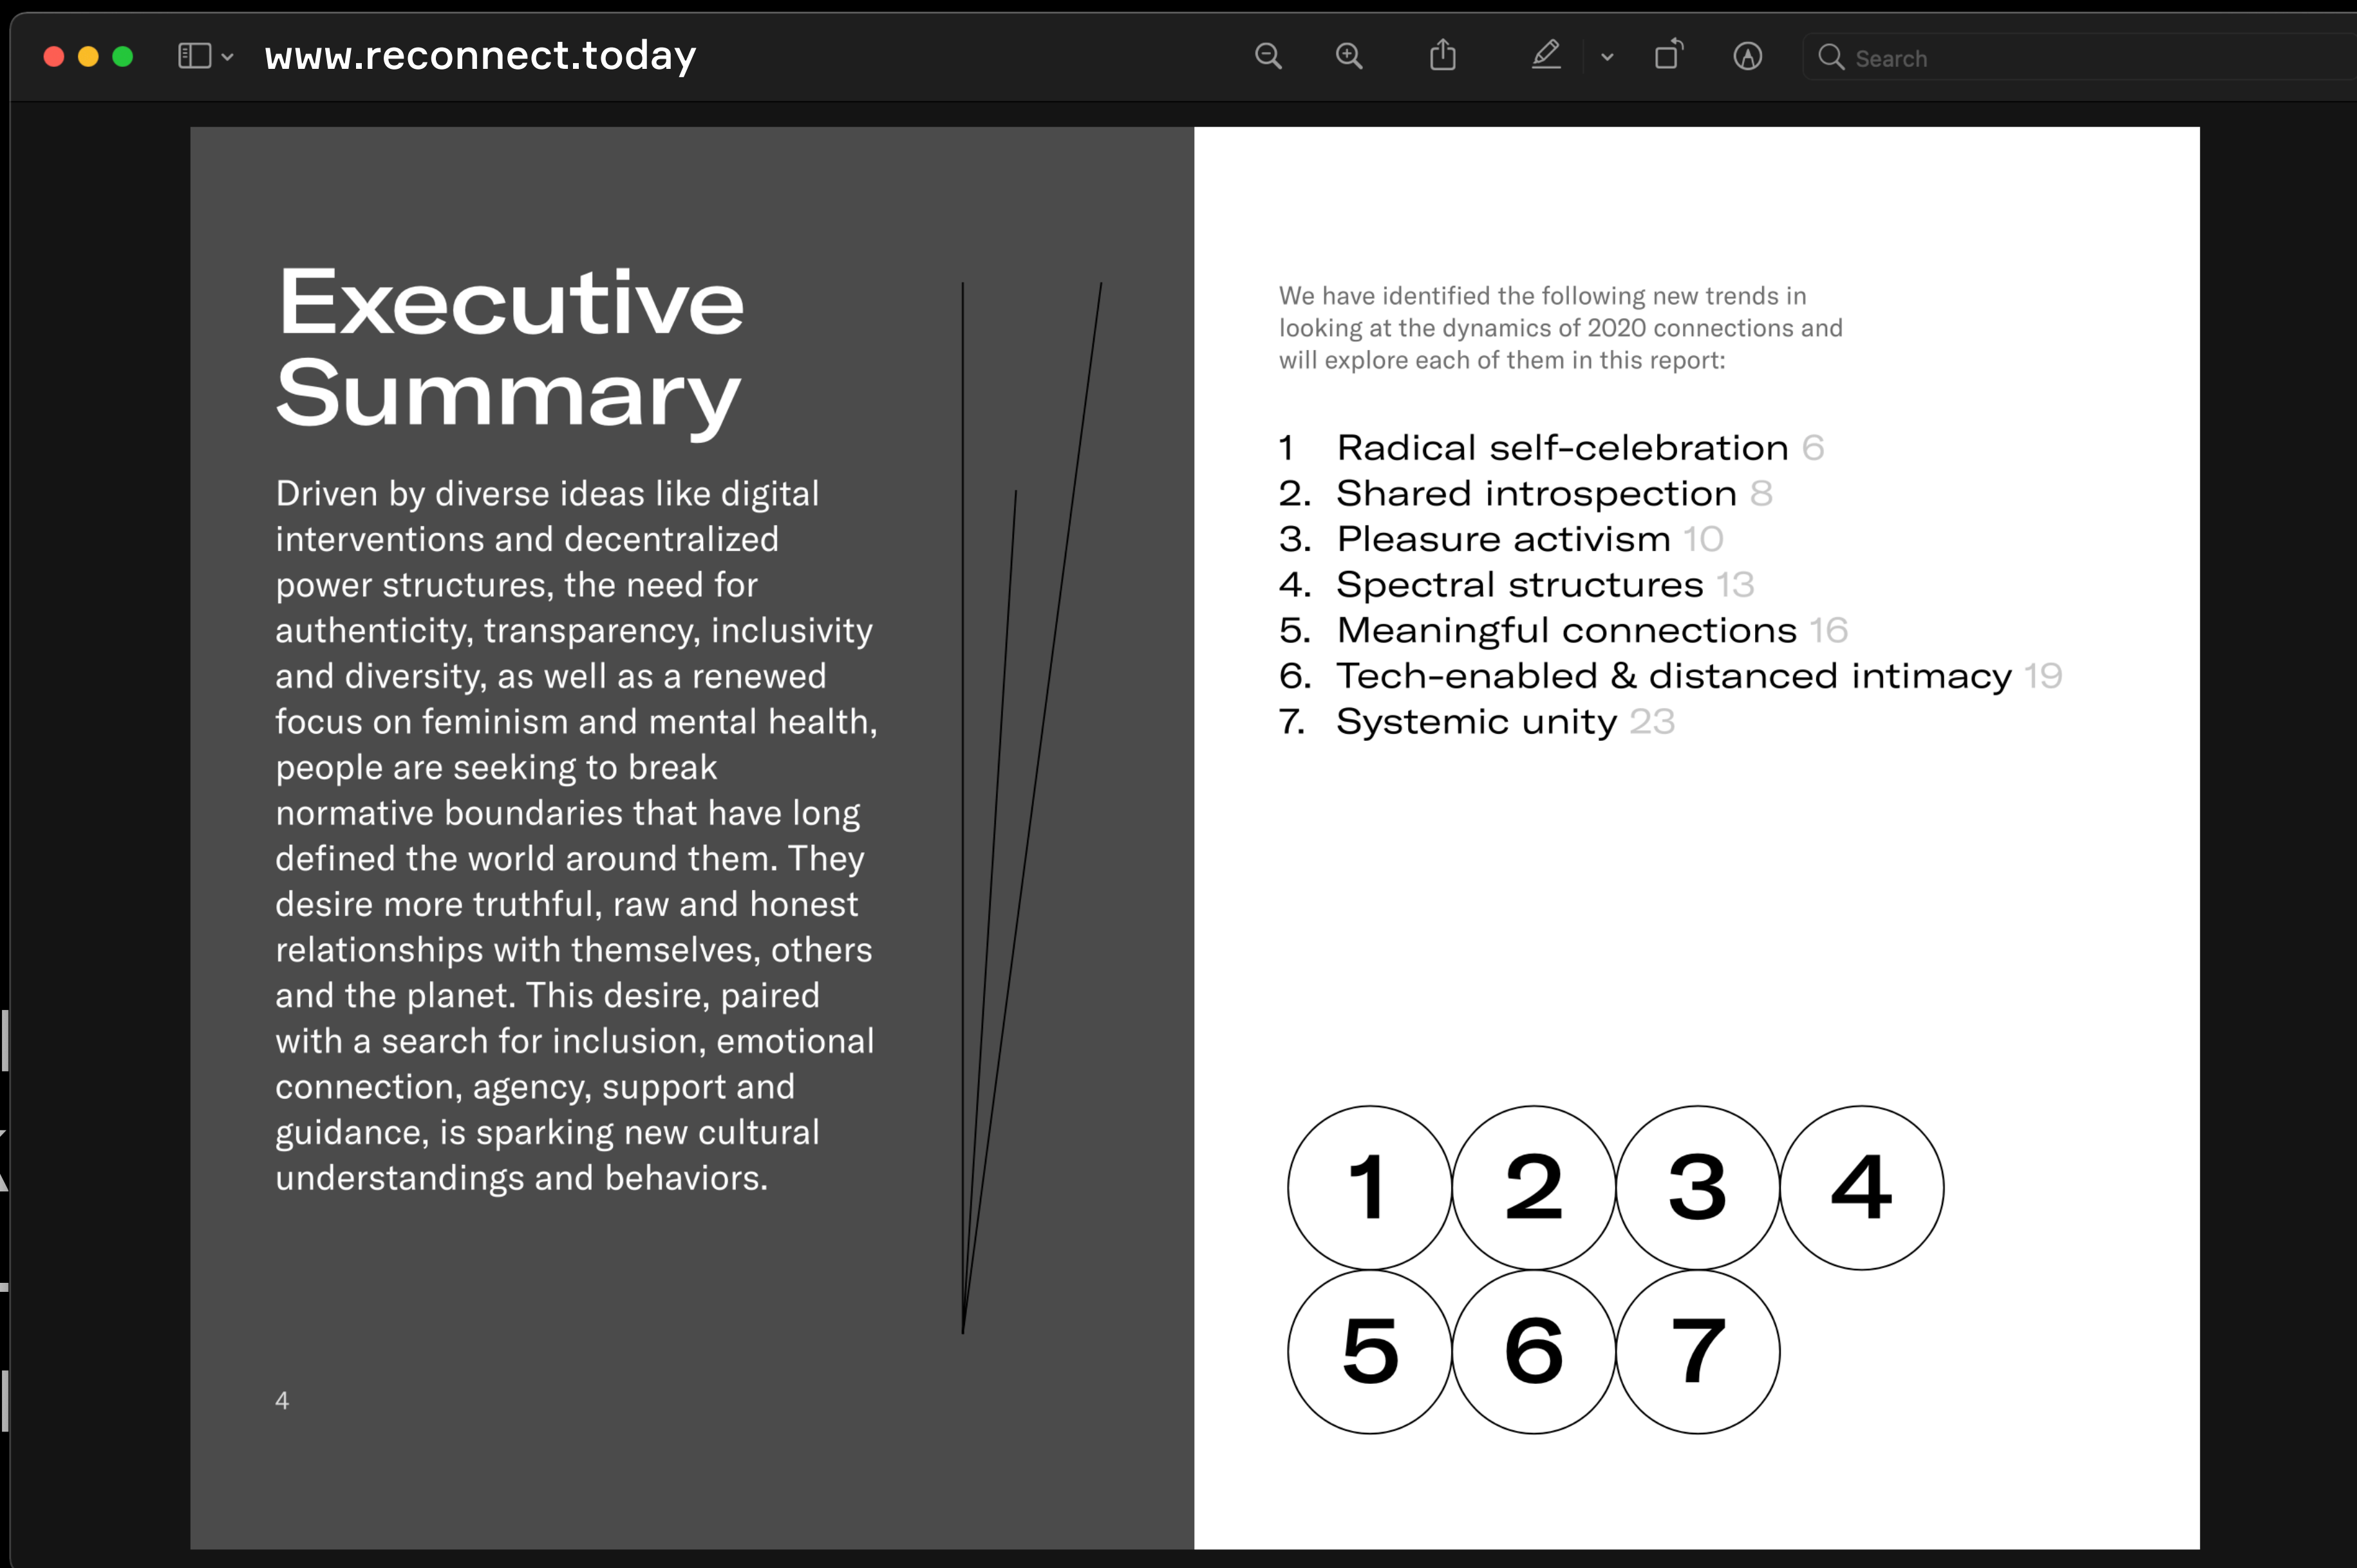 www.reconnect.today
Search
Executive
Summary
Driven by diverse ideas like digital
interventions and decentralized
power structures, the need for
authenticity, transparency, inclusivity
and diversity, as well as a renewed
focus on feminism and mental health,
people are seeking to break
normative boundaries that have long
defined the world around them. They
desire more truthful, raw and honest
relationships with themselves, others
and the planet. This desire, paired
with a search for inclusion, emotional
connection, agency, support and
guidance, is sparking new cultural
understandings and behaviors.
4
We have identified the following new trends in
looking at the dynamics of 2020 connections and
will explore each of them in this report:
1 Radical self-celebration 6
2. Shared introspection 8
3. Pleasure activism 10
4. Spectral structures 13
5. Meaningful connections 16
6. Tech-enabled & distanced intimacy 19
7. Systemic unity 23
1 2 3 4
5 6 7